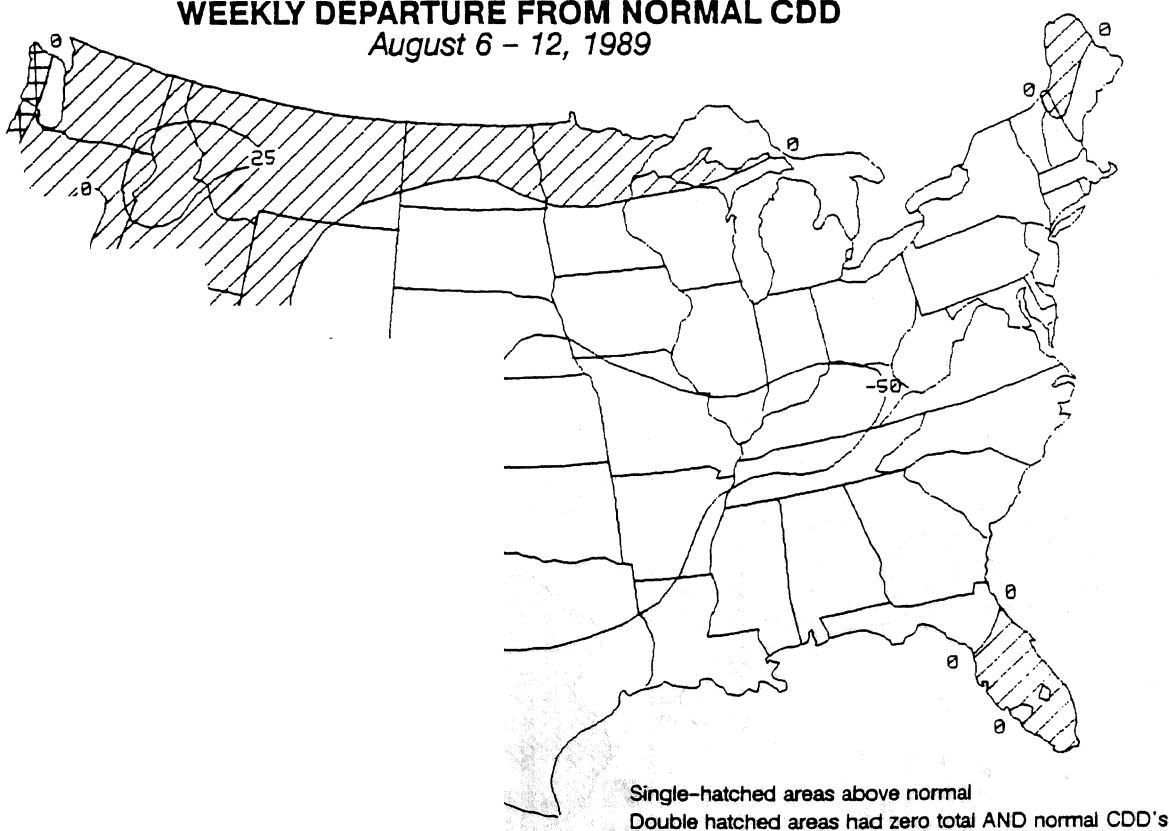 WEEKLY DEPARTURE FROM NORMAL CDD
August 6 - 12, 1989
0
0
0
0
25
0
-50
0
0
0
Single-hatched areas above normal
Double hatched areas had zero total AND normal CDD's